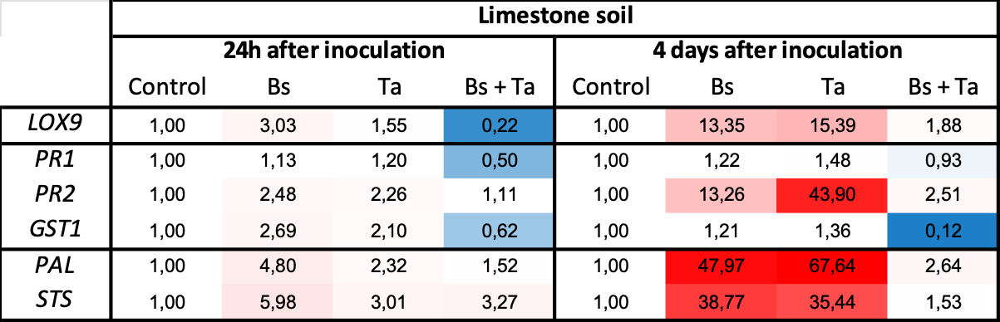 Limestone soil
24h after inoculation 4 days after inoculation
Control Bs Ta Bs + Ta Control Bs Ta Bs + Ta
LOX9 1,00 3,03 1,55 0,22 1,00 13,35 15,39 1,88
PR1 1,00 1,13 1,20 0,50 1,00 1,22 1,48 0,93
PR2 1,00 2,48 2,26 1,11 1,00 13,26 43,90 2,51
GST1 1,00 2,69 2,10 0,62 1,00 1,21 1,36 0,12
PAL 1,00 4,80 2,32 1,52 1,00 47,97 67,64 2,64
STS 1,00 5,98 3,01 3,27 1,00 38,77 35,44 1,53